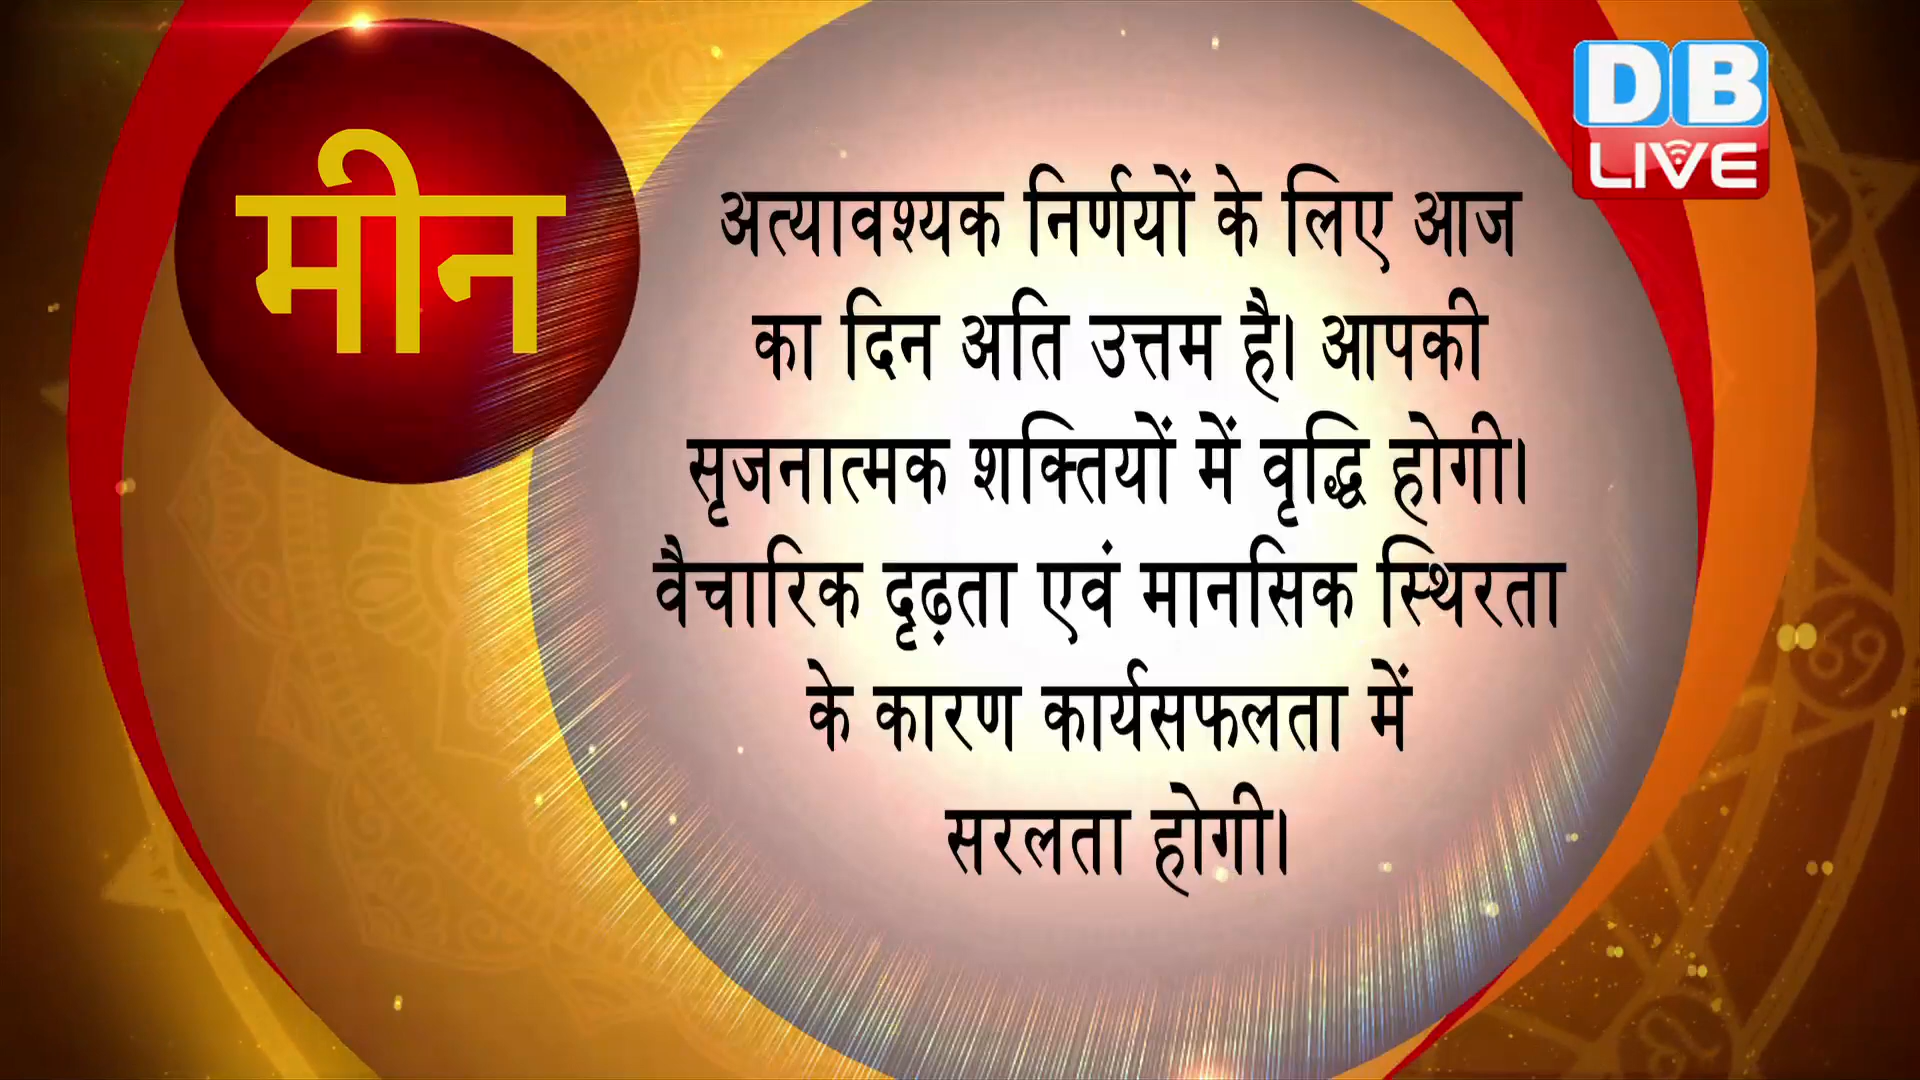 मीन
DB
LIVE
अत्यावश्यक निर्णयों के लिए आज
का दिन अति उत्तम है। आपकी
सृजनात्मक शक्तियों में वृद्धि होगी।
वैचारिक दृढ़ता एवं मानसिक स्थिरता
के कारण कार्यसफलता में
सरलता होगी।